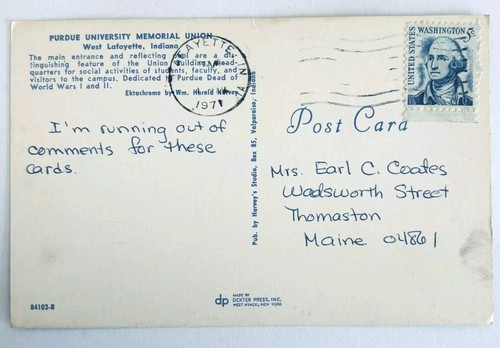 PURDUE UNIVERSITY MEMORIAL UNION
West Lafayette, Indiana
The main entrance and reflecting pool are a dis-
tinguishing feature of the Union Building, Head-
quarters for social activities of students, faculty, and
visitors to the campus. Dedicated to Purdue Dead of
World Wars I and II.
Ektachrome by Wm. Harold
LAFAYETTE, IN
1971
UNITED STATES
WASHINGTON 5c
I'm running out of
comments for these
cards.
Pub. by Harvey's Studio, Box 85, Valparaiso, Indiana
Post Card
Mrs. Earl C. Coates
Wadsworth Street
Thomaston
Maine 04861
84103-B
dp
MADE BY
DEXTER PRESS, INC.
WEST NYACK, NEW YORK